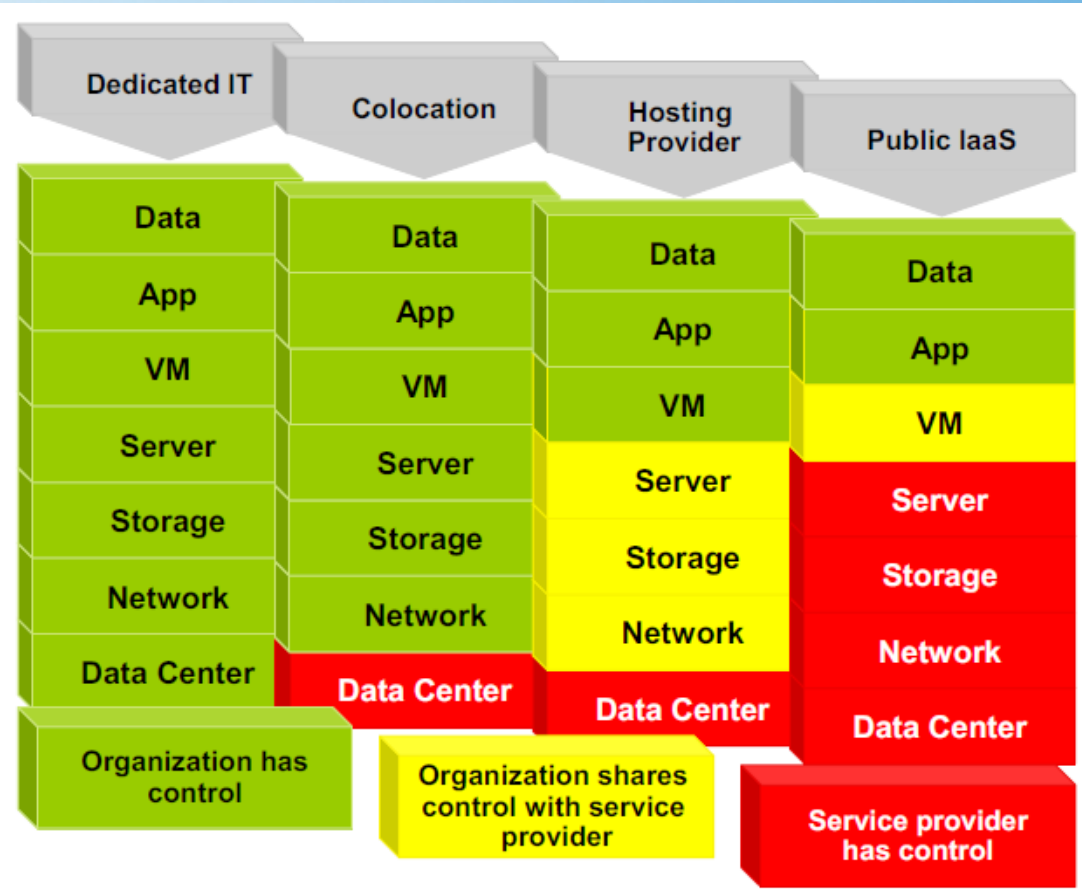 Dedicated IT
Colocation
Hosting
Provider
Public IaaS
Data
App
VM
Server
Storage
Network
Data Center
Data
App
VM
Server
Storage
Network
Data Center
Data
App
VM
Server
Storage
Network
Data Center
Data
App
VM
Server
Storage
Network
Data Center
Organization has
control
Organization shares
control with service
provider
Service provider
has control